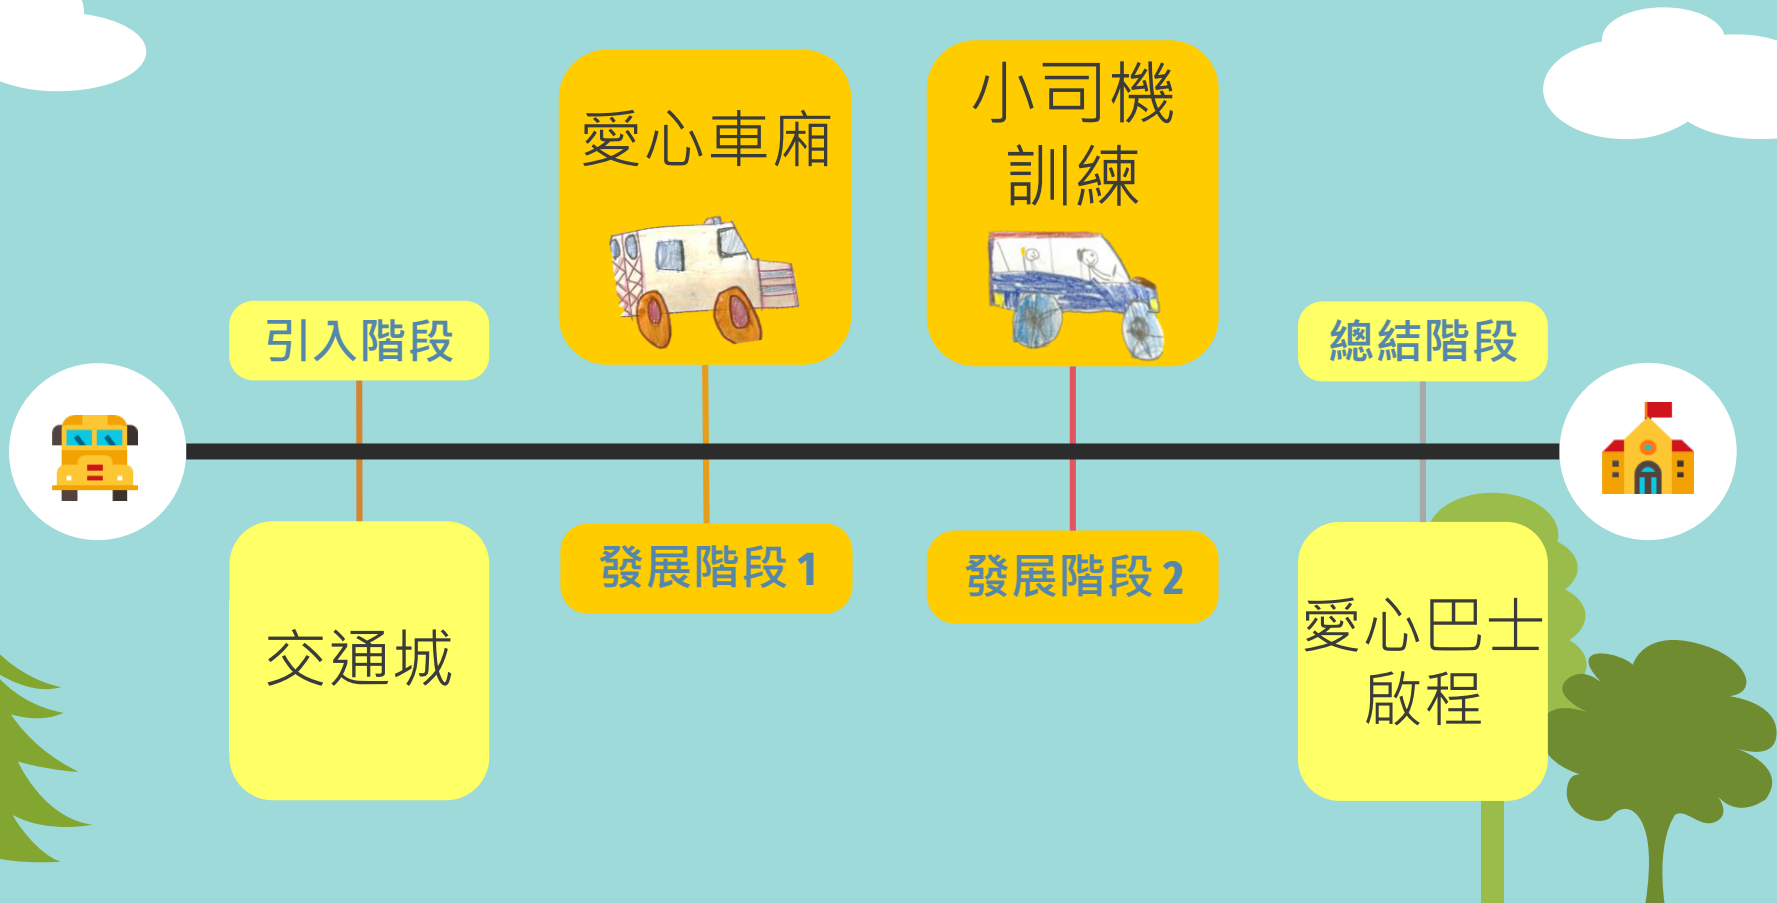 引入階段
交通城
愛心車廂
發展階段 1
小司機
訓練
發展階段 2
總結階段
愛心巴士
啟程